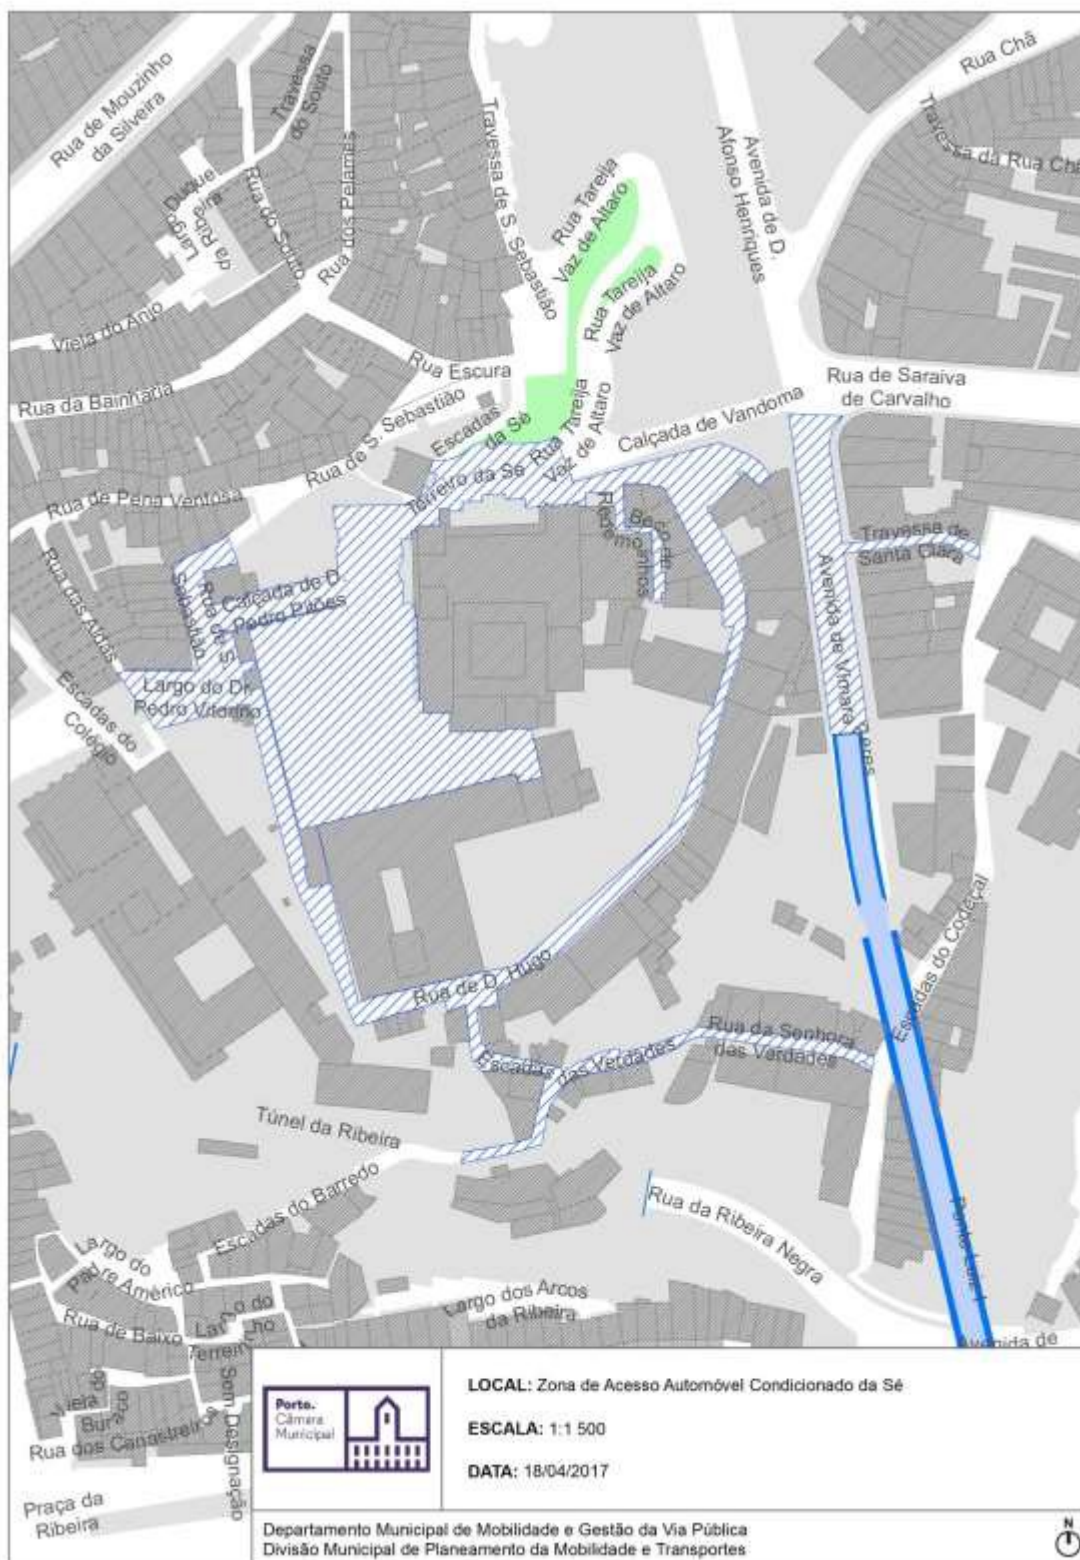 Rua de Mouzinho
da Silveira
Travessa
do Souto
Rua dos Pelames
Travessa de S. Sebastião
Avenida de D.
Afonso Henriques
Rua Chã
Travessa da Rua Chã
Largo Duque
da Ribeira
Rua do Souto
Rua Tareija
Vaz de Altaro
Rua Tareija
Vaz de Altaro
Viela do Anjo
Rua Escura
Rua da Bainharia
Rua de S. Sebastião
Escadas
da Sé
Rua Tareija
Vaz de Altaro
Calçada de Vandoma
Rua de Saraiva
de Carvalho
Terreiro da Sé
Rua de Pena Ventosa
Beco dos
Redemoinhos
Travessa de
Santa Clara
Rua das Aldas
Rua de S.
Sebastião
Calçada de D.
Pedro Pitões
Avenida de Vimara Peres
Largo do Dr.
Pedro Vitorino
Escadas do
Colégio
Escadas do Codeçal
Rua de D. Hugo
Rua da Senhora
das Verdades
Escadas das Verdades
Túnel da Ribeira
Escadas do Barredo
Rua da Ribeira Negra
Ponte Luiz I
Largo do
Padre Américo
Largo dos Arcos
da Ribeira
Rua de Baixo
Largo do
Terreirinho
Avenida de
Viela do
Buraco
Rua dos Canastreiros
Sem Designação
Praça da
Ribeira
Porto.
Câmara
Municipal
LOCAL: Zona de Acesso Automóvel Condicionado da Sé
ESCALA: 1:1 500
DATA: 18/04/2017
Departamento Municipal de Mobilidade e Gestão da Via Pública
Divisão Municipal de Planeamento da Mobilidade e Transportes
N